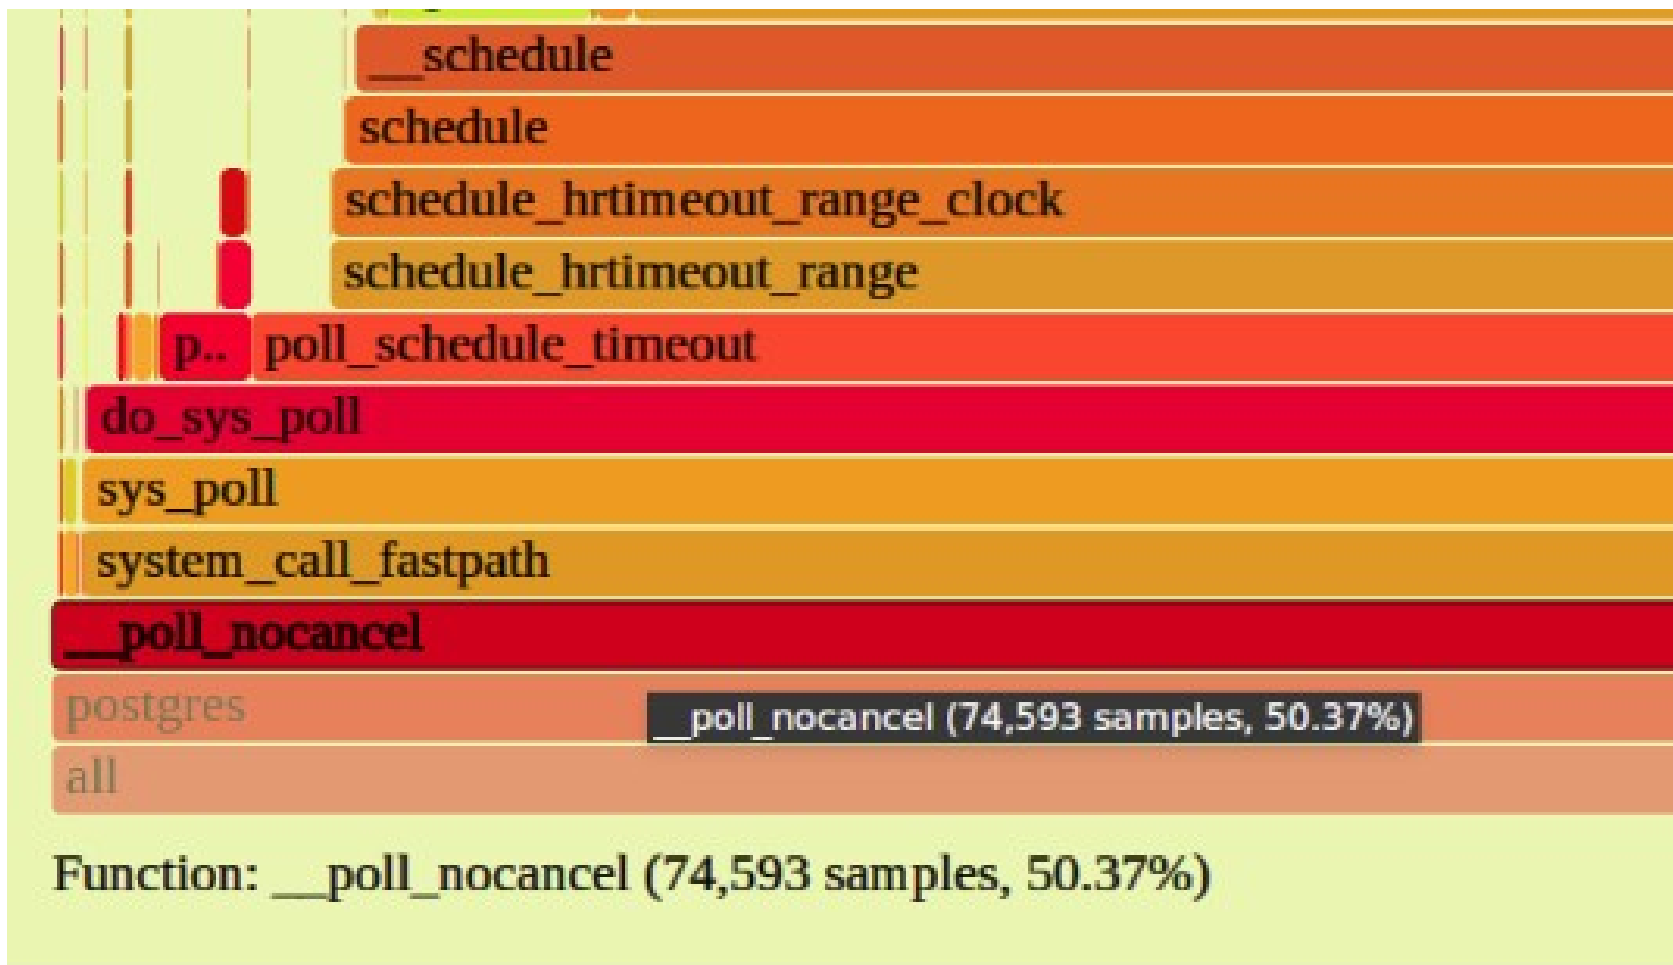 __schedule
schedule
schedule_hrtimeout_range_clock
schedule_hrtimeout_range
p.. poll_schedule_timeout
do_sys_poll
sys_poll
system_call_fastpath
__poll_nocancel
postgres
__poll_nocancel (74,593 samples, 50.37%)
all
Function: __poll_nocancel (74,593 samples, 50.37%)